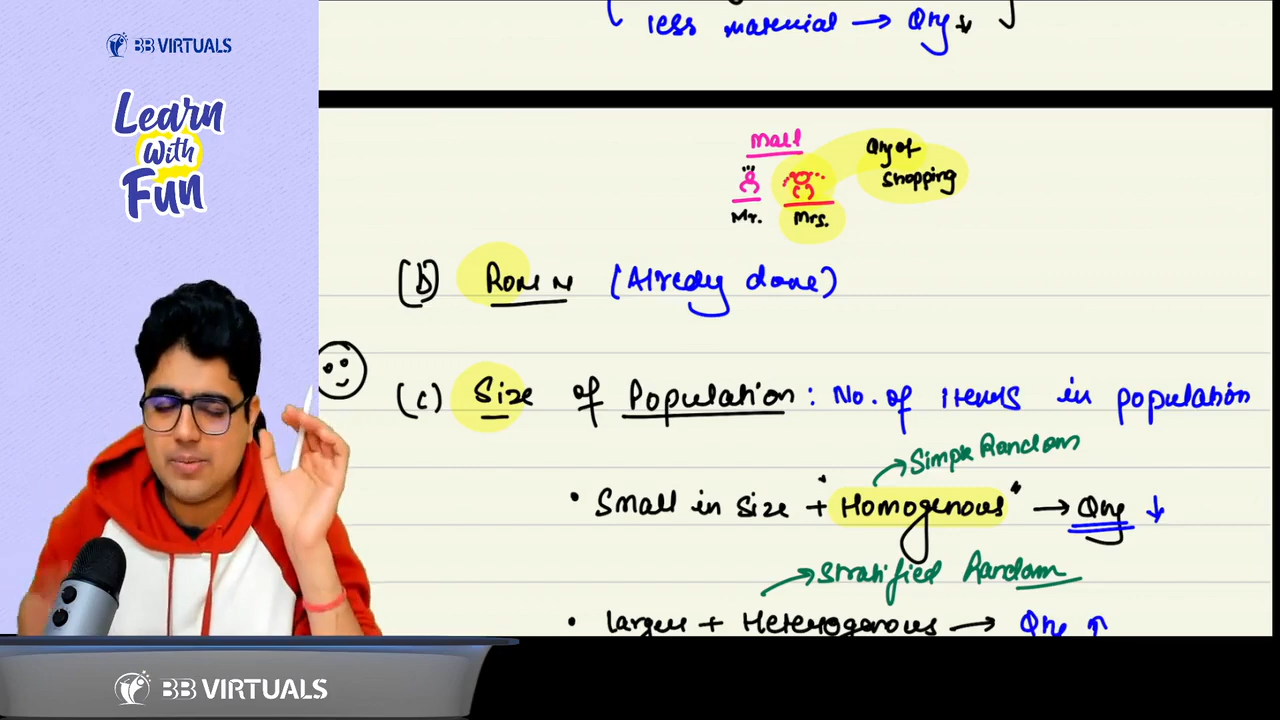 BB VIRTUALS
Learn
With
Fun
less material → Qty ↓
Mall
Qty of
shopping
Mr.
Mrs.
(b) ROMM (Already done)
(c) Size of Population : No. of items in population
Simple Random
• Small in size + "Homogenous" → Qty ↓
Stratified Random
• larger + Heterogenous → Qty ↑
BB VIRTUALS